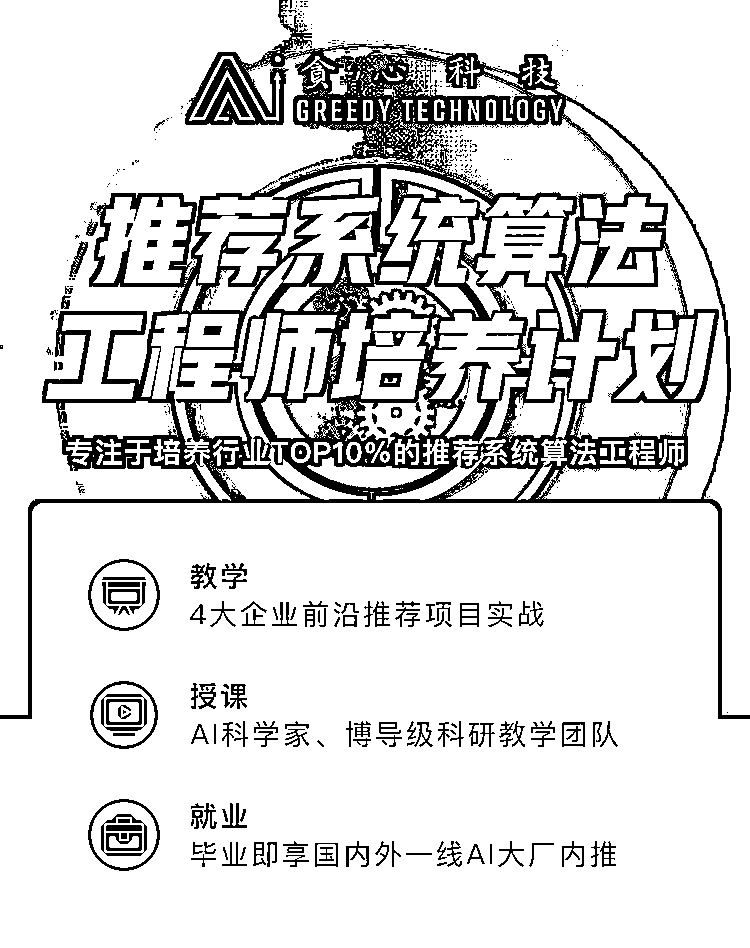 Ai 貪心科技
GREEDY TECHNOLOGY
推荐系统算法
工程师培养计划
专注于培养行业TOP10%的推荐系统算法工程师
教学
4大企业前沿推荐项目实战
授课
AI科学家、博导级科研教学团队
就业
毕业即享国内外一线AI大厂内推